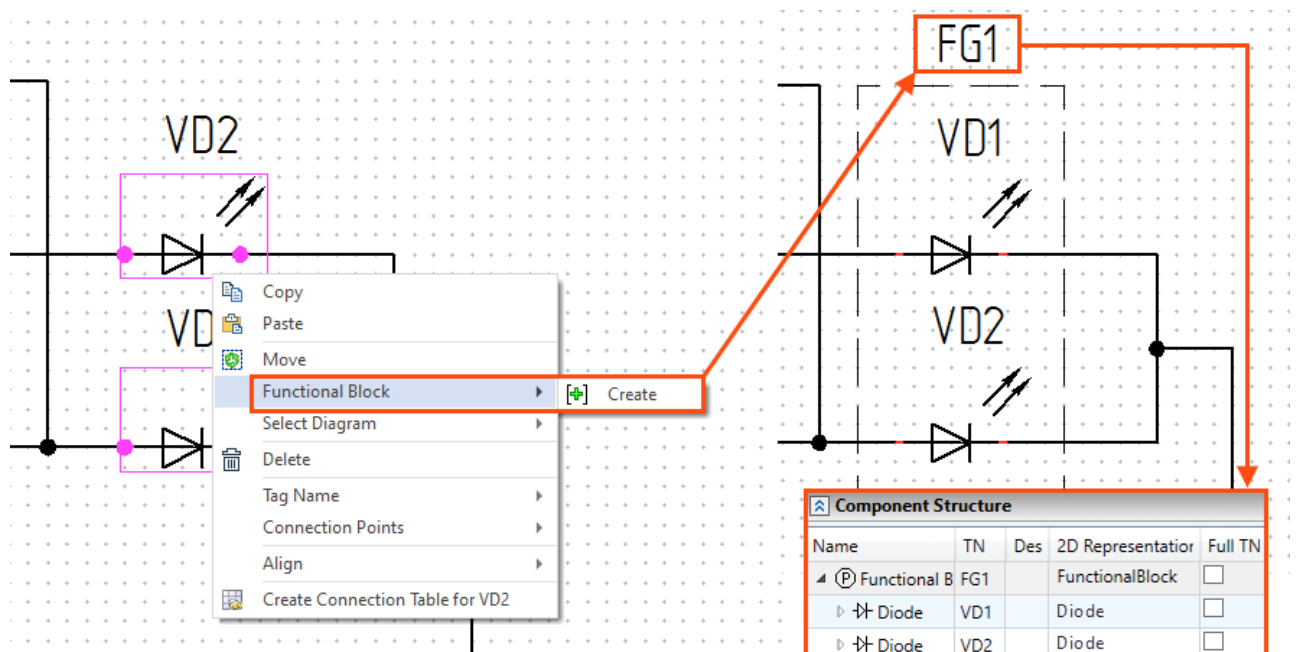 VD2
VD
Copy
Paste
Move
Functional Block
Create
Select Diagram
Delete
Tag Name
Connection Points
Align
Create Connection Table for VD2
FG1
VD1
VD2
Component Structure
Name TN Des 2D Representation Full TN
P Functional B FG1 FunctionalBlock
Diode VD1 Diode
Diode VD2 Diode